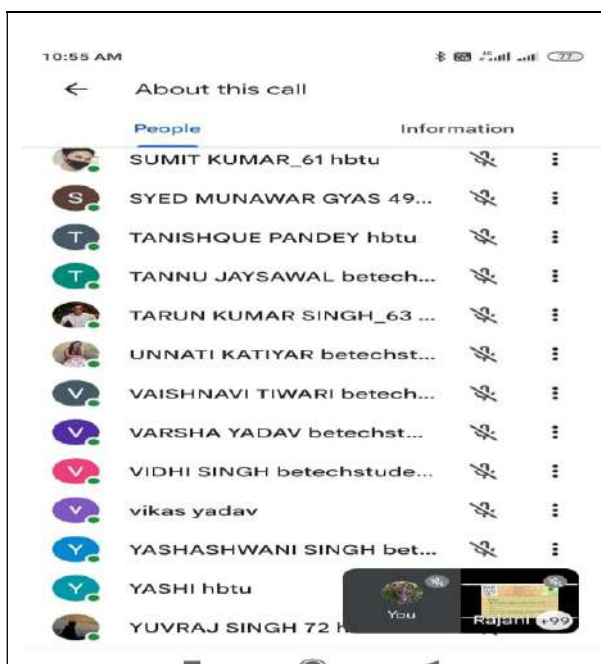 10:55 AM
77
About this call
People Information
SUMIT KUMAR_61 hbtu
S SYED MUNAWAR GYAS 49...
T TANISHQUE PANDEY hbtu
T TANNU JAYSAWAL betech...
TARUN KUMAR SINGH_63 ...
UNNATI KATIYAR betechst...
V VAISHNAVI TIWARI betech...
V VARSHA YADAV betechst...
V VIDHI SINGH betechstude...
v vikas yadav
Y YASHASHWANI SINGH bet...
Y YASHI hbtu
You
Rajani +99
YUVRAJ SINGH 72 h